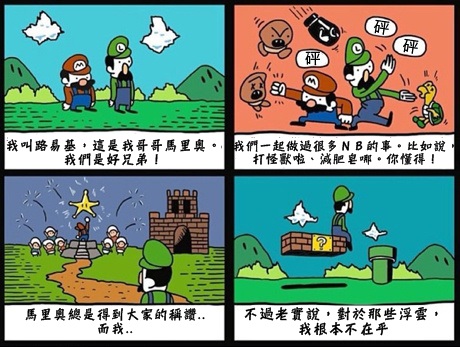 我叫路易基，這是我哥哥馬里奧。
我們是好兄弟！
砰
砰
砰
我們一起做過很多ＮＢ的事。比如說，
打怪獸啦、減肥皂哪。你懂得！
馬里奧總是得到大家的稱讚..
而我..
?
不過老實說，對於那些浮雲，
我根本不在乎